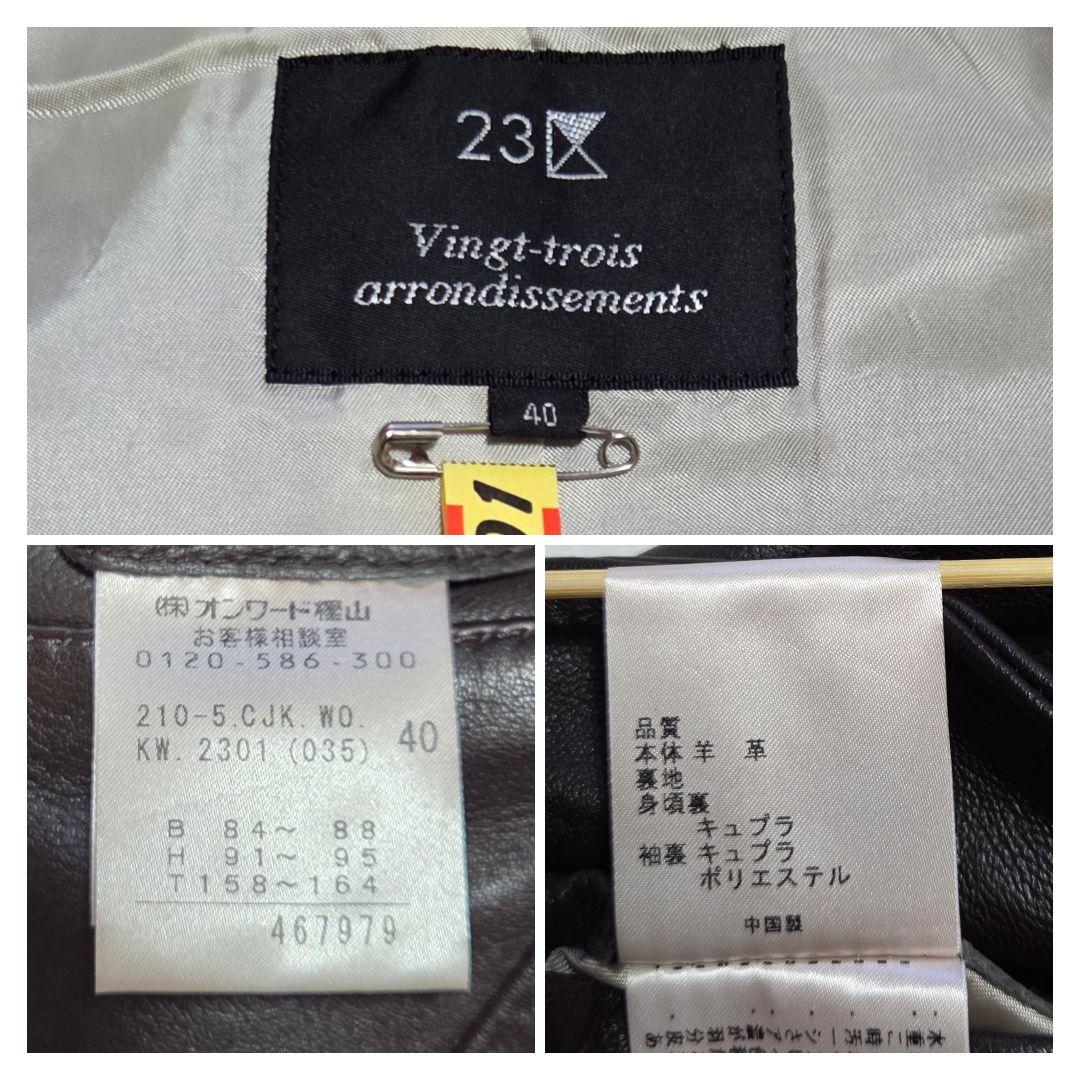 23K
Vingt-trois
arrondissements
40
01
(株)オンワード樫山
お客様相談室
0120-586-300
210-5.CJK.WO.
KW.2301(035) 40
B 84～ 88
H 91～ 95
T158～164
467979
品質
本体 羊 革
裏地
身頃裏
キュプラ
袖裏 キュプラ
ポリエステル
中国製